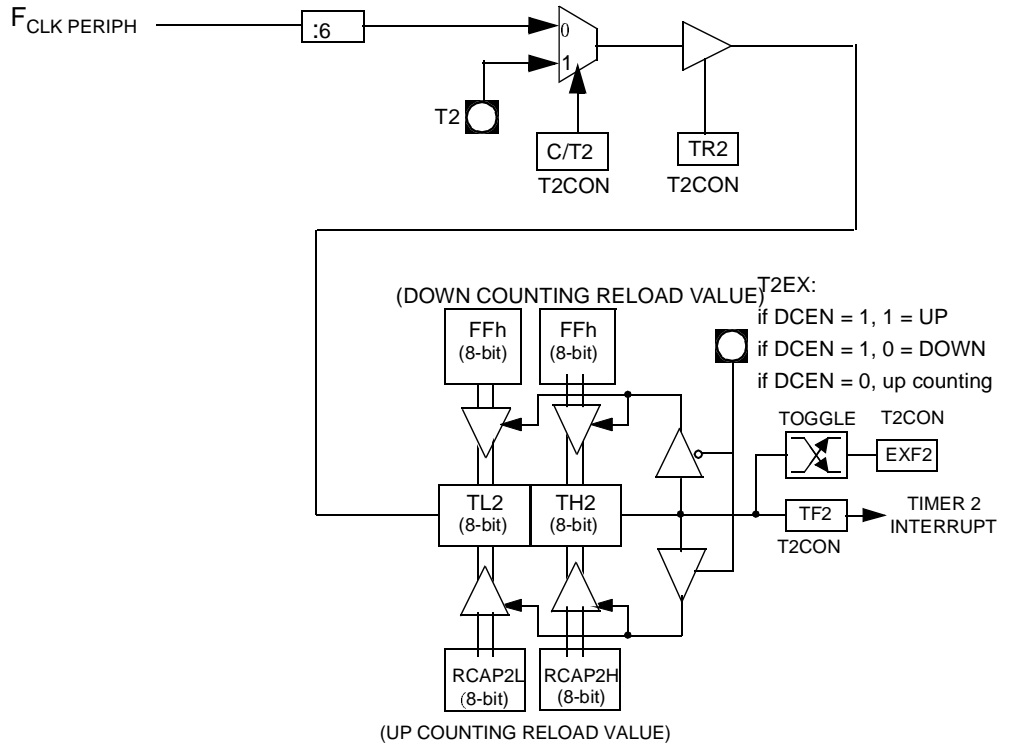 FCLK PERIPH
:6
0
1
T2
C/T2
TR2
T2CON
T2CON
T2EX:
(DOWN COUNTING RELOAD VALUE)
if DCEN = 1, 1 = UP
FFh
(8-bit)
FFh
(8-bit)
if DCEN = 1, 0 = DOWN
if DCEN = 0, up counting
TOGGLE
T2CON
EXF2
TL2
(8-bit)
TH2
(8-bit)
TF2
TIMER 2
INTERRUPT
T2CON
RCAP2L
(8-bit)
RCAP2H
(8-bit)
(UP COUNTING RELOAD VALUE)